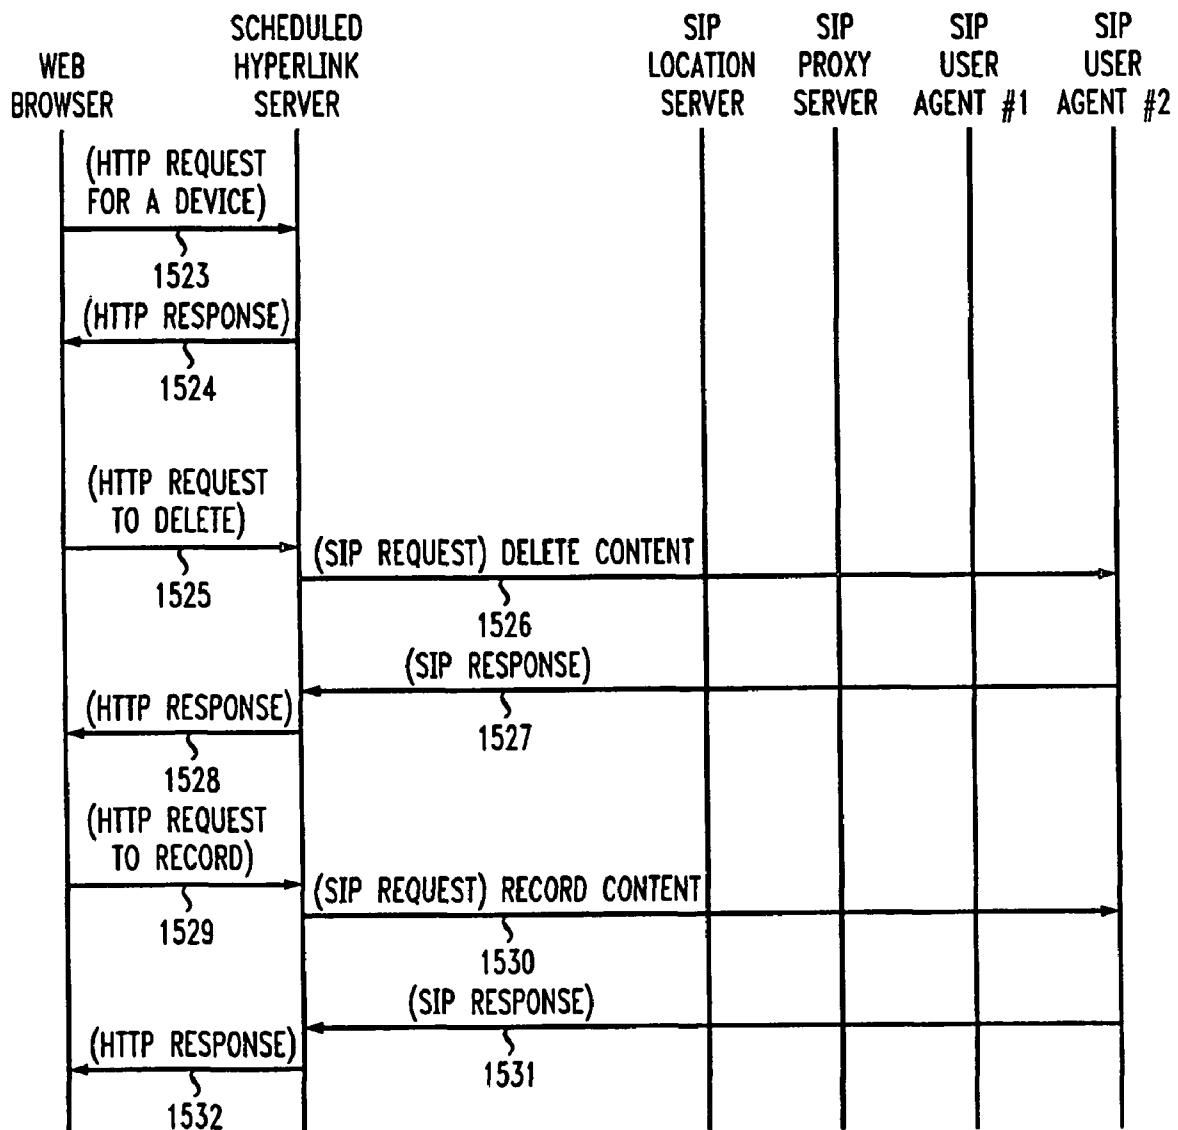 WEB
BROWSER
SCHEDULED
HYPERLINK
SERVER
SIP
LOCATION
SERVER
SIP
PROXY
SERVER
SIP
USER
AGENT #1
SIP
USER
AGENT #2
(HTTP REQUEST
FOR A DEVICE)
1523
(HTTP RESPONSE)
1524
(HTTP REQUEST
TO DELETE)
1525
(SIP REQUEST) DELETE CONTENT
1526
(SIP RESPONSE)
1527
(HTTP RESPONSE)
1528
(HTTP REQUEST
TO RECORD)
1529
(SIP REQUEST) RECORD CONTENT
1530
(SIP RESPONSE)
1531
(HTTP RESPONSE)
1532